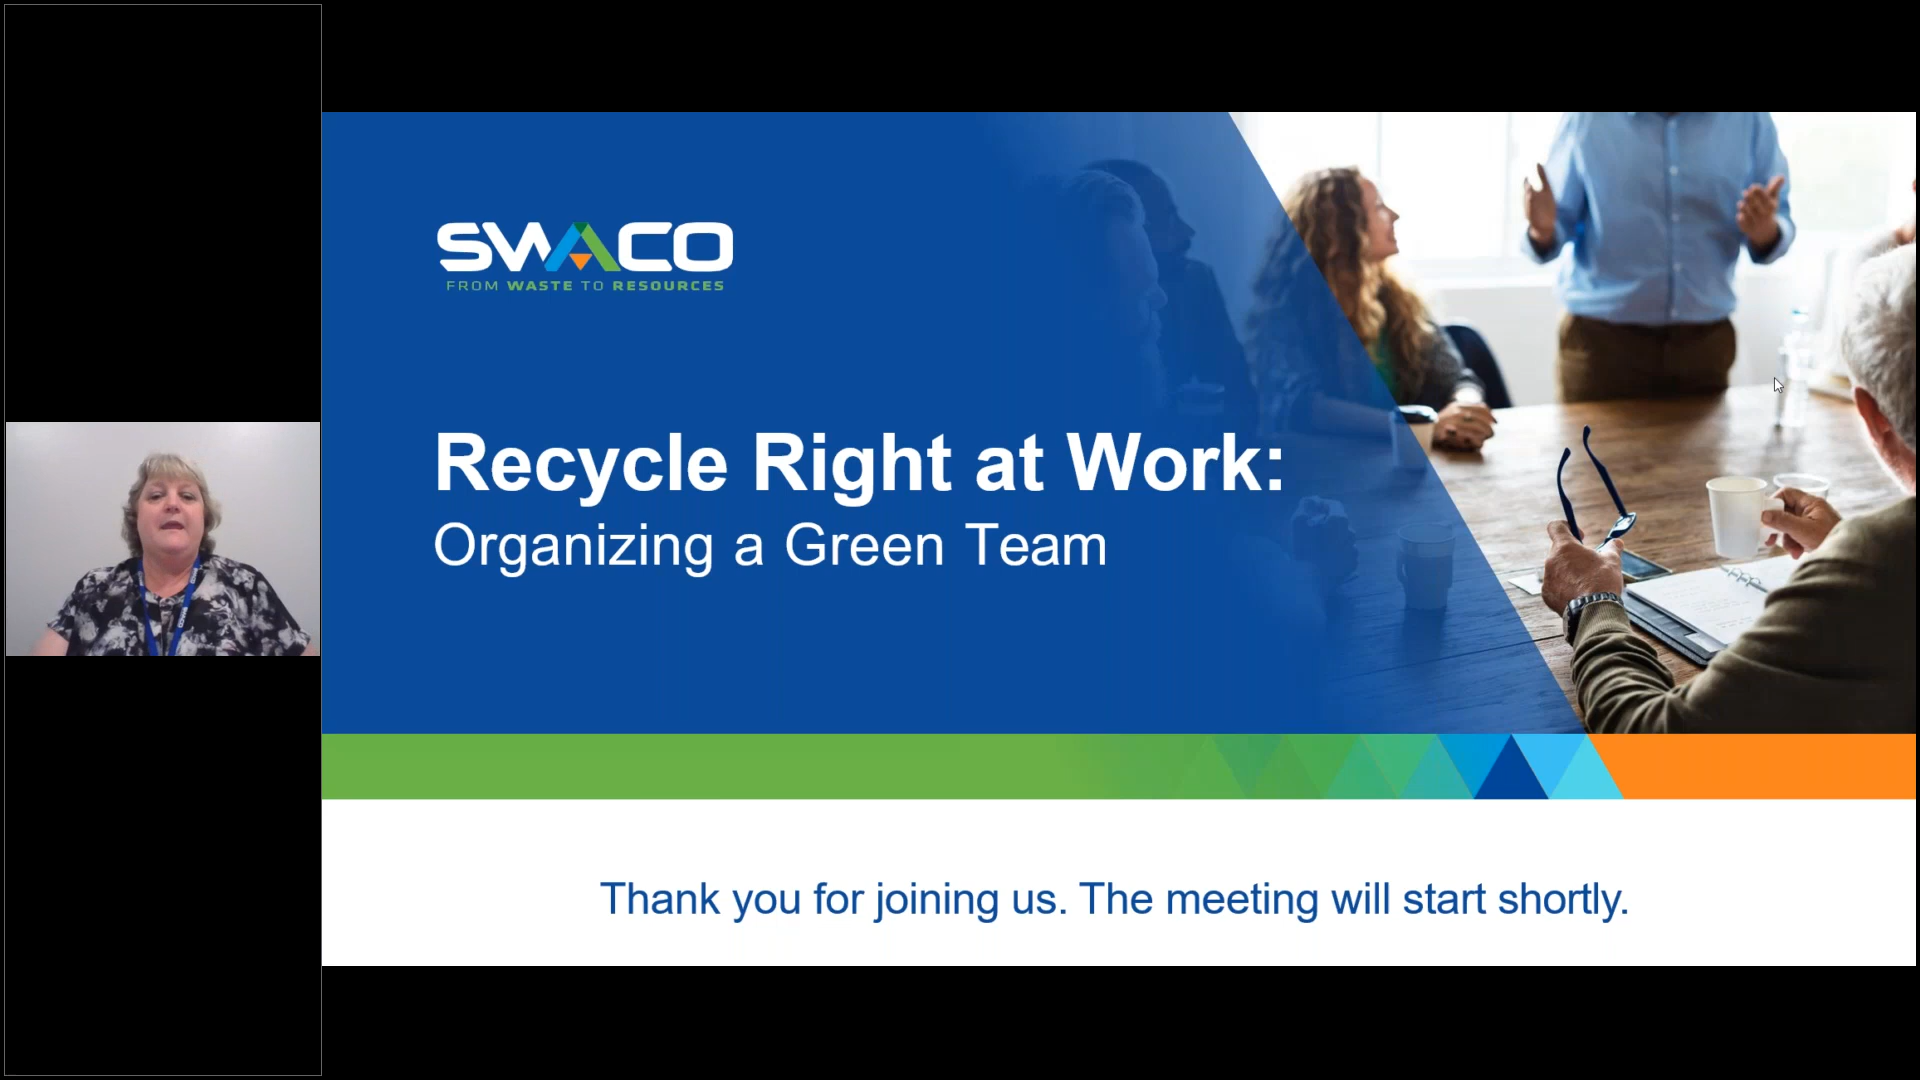 SWACO
FROM WASTE TO RESOURCES
Recycle Right at Work:
Organizing a Green Team
Thank you for joining us. The meeting will start shortly.